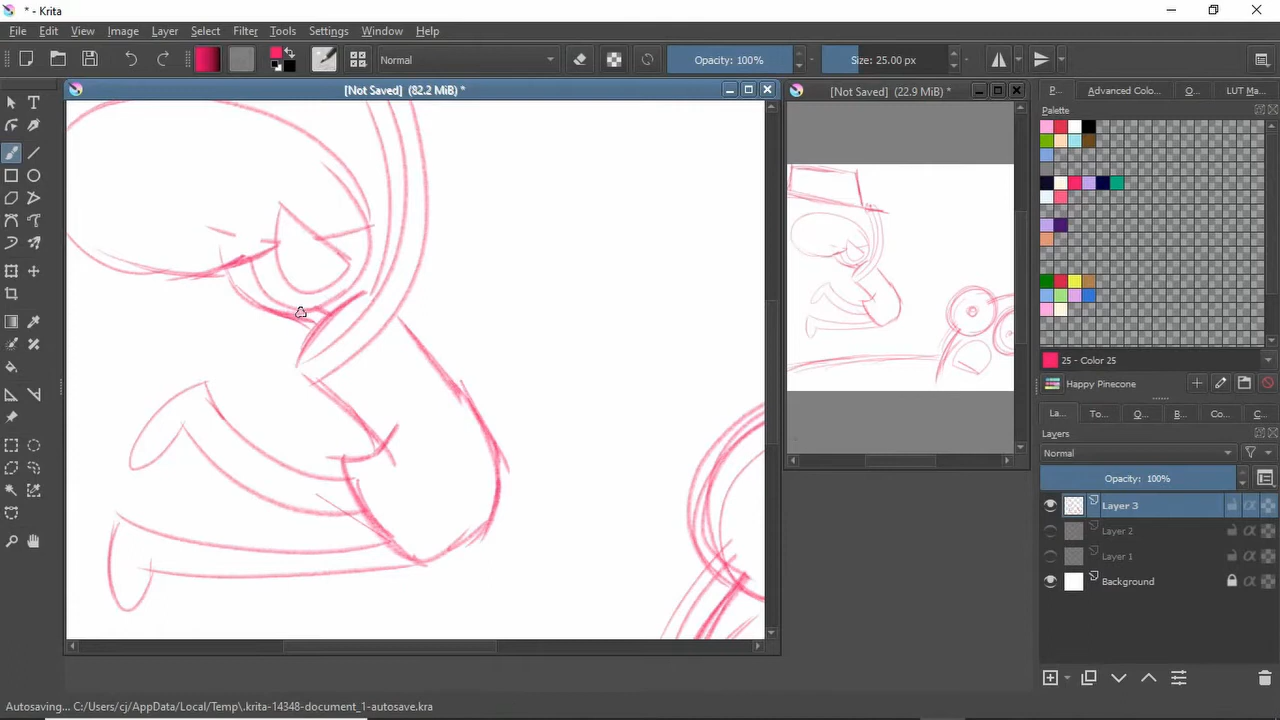 * - Krita
File Edit View Image Layer Select Filter Tools Settings Window Help
Normal Opacity: 100% Size: 25.00 px
[Not Saved] (82.2 MiB) *
[Not Saved] (22.9 MiB) *
P... Advanced Colo... O... LUT Ma...
Palette
25 - Color 25
Happy Pinecone
La... To... O... B... Co... C...
Layers
Normal
Opacity: 100%
Layer 3
Layer 2
Layer 1
Background
Autosaving... C:/Users/cj/AppData/Local/Temp\.krita-14348-document_1-autosave.kra